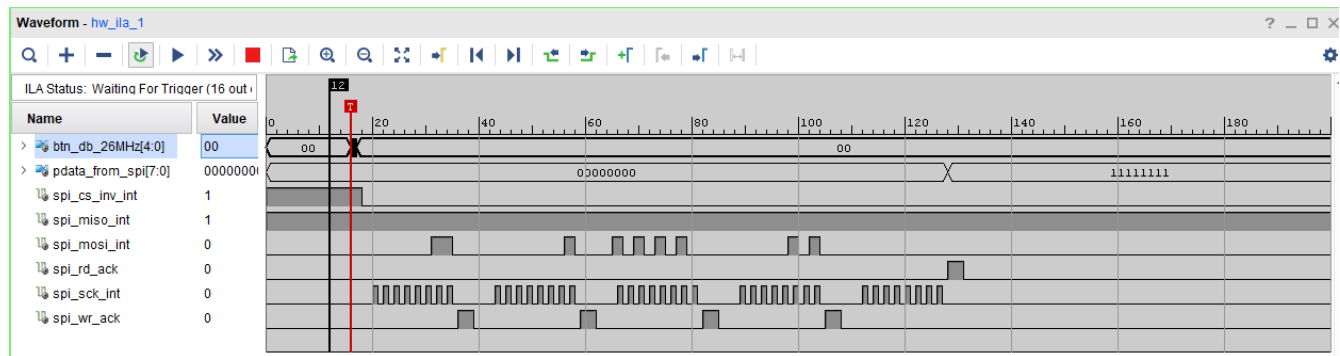 Waveform - hw_ila_1
? _ □ X
ILA Status: Waiting For Trigger (16 out
12
T
Name Value
0 20 40 60 80 100 120 140 160 180
btn_db_26MHz[4:0] 00 00 00
pdata_from_spi[7:0] 00000000 00000000 11111111
spi_cs_inv_int 1
spi_miso_int 1
spi_mosi_int 0
spi_rd_ack 0
spi_sck_int 0
spi_wr_ack 0